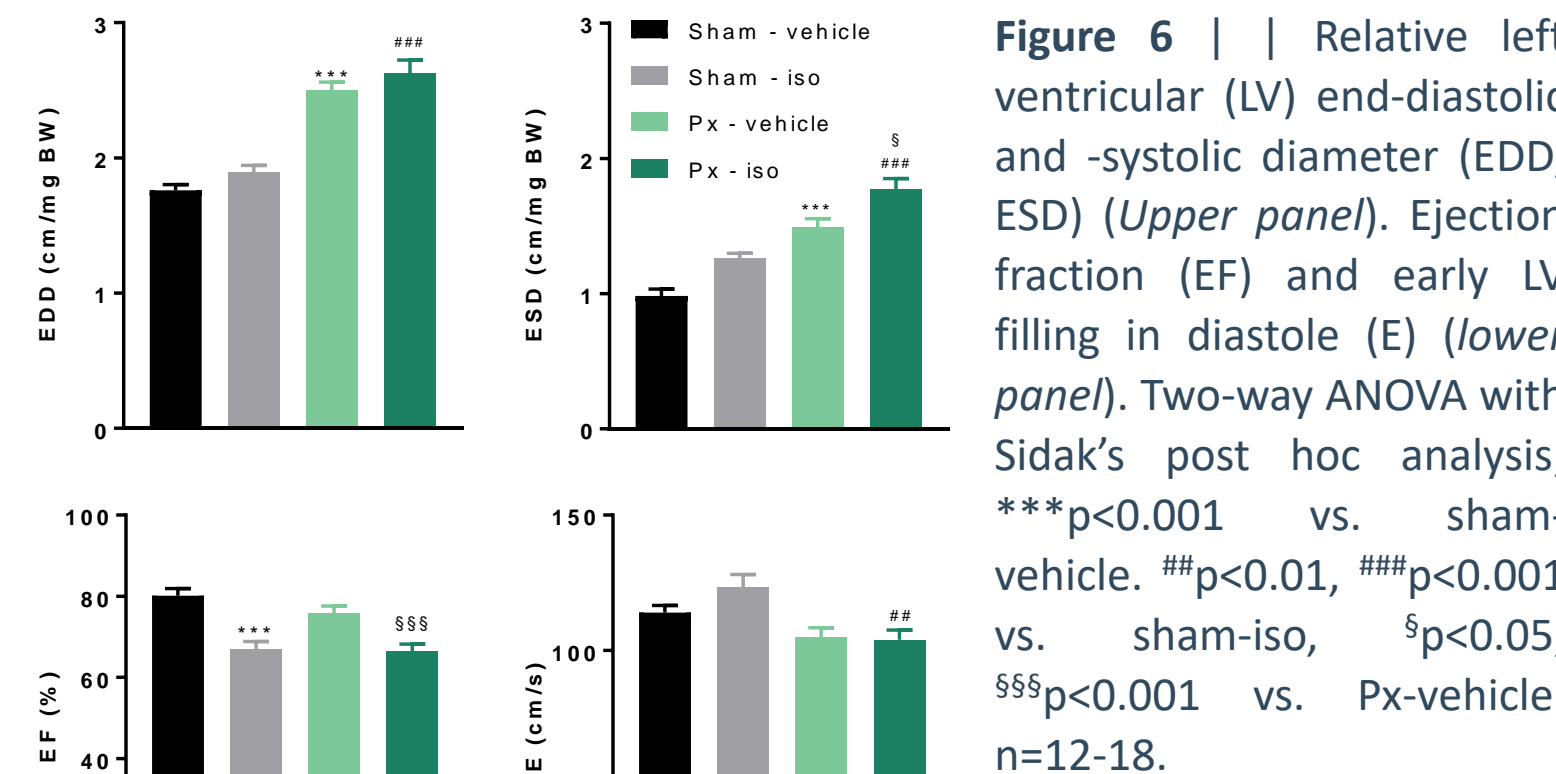 3
2
1
0
EDD (cm/mg BW)
***
###
3
2
1
0
ESD (cm/mg BW)
Sham - vehicle
Sham - iso
Px - vehicle
Px - iso
***
§
###
100
80
60
40
EF (%)
***
§§§
150
100
E (cm/s)
##
Figure 6 | | Relative left
ventricular (LV) end-diastolic
and -systolic diameter (EDD,
ESD) (Upper panel). Ejection
fraction (EF) and early LV
filling in diastole (E) (lower
panel). Two-way ANOVA with
Sidak’s post hoc analysis,
***p<0.001 vs. sham-
vehicle. ##p<0.01, ###p<0.001
vs. sham-iso, §p<0.05,
§§§p<0.001 vs. Px-vehicle
n=12-18.